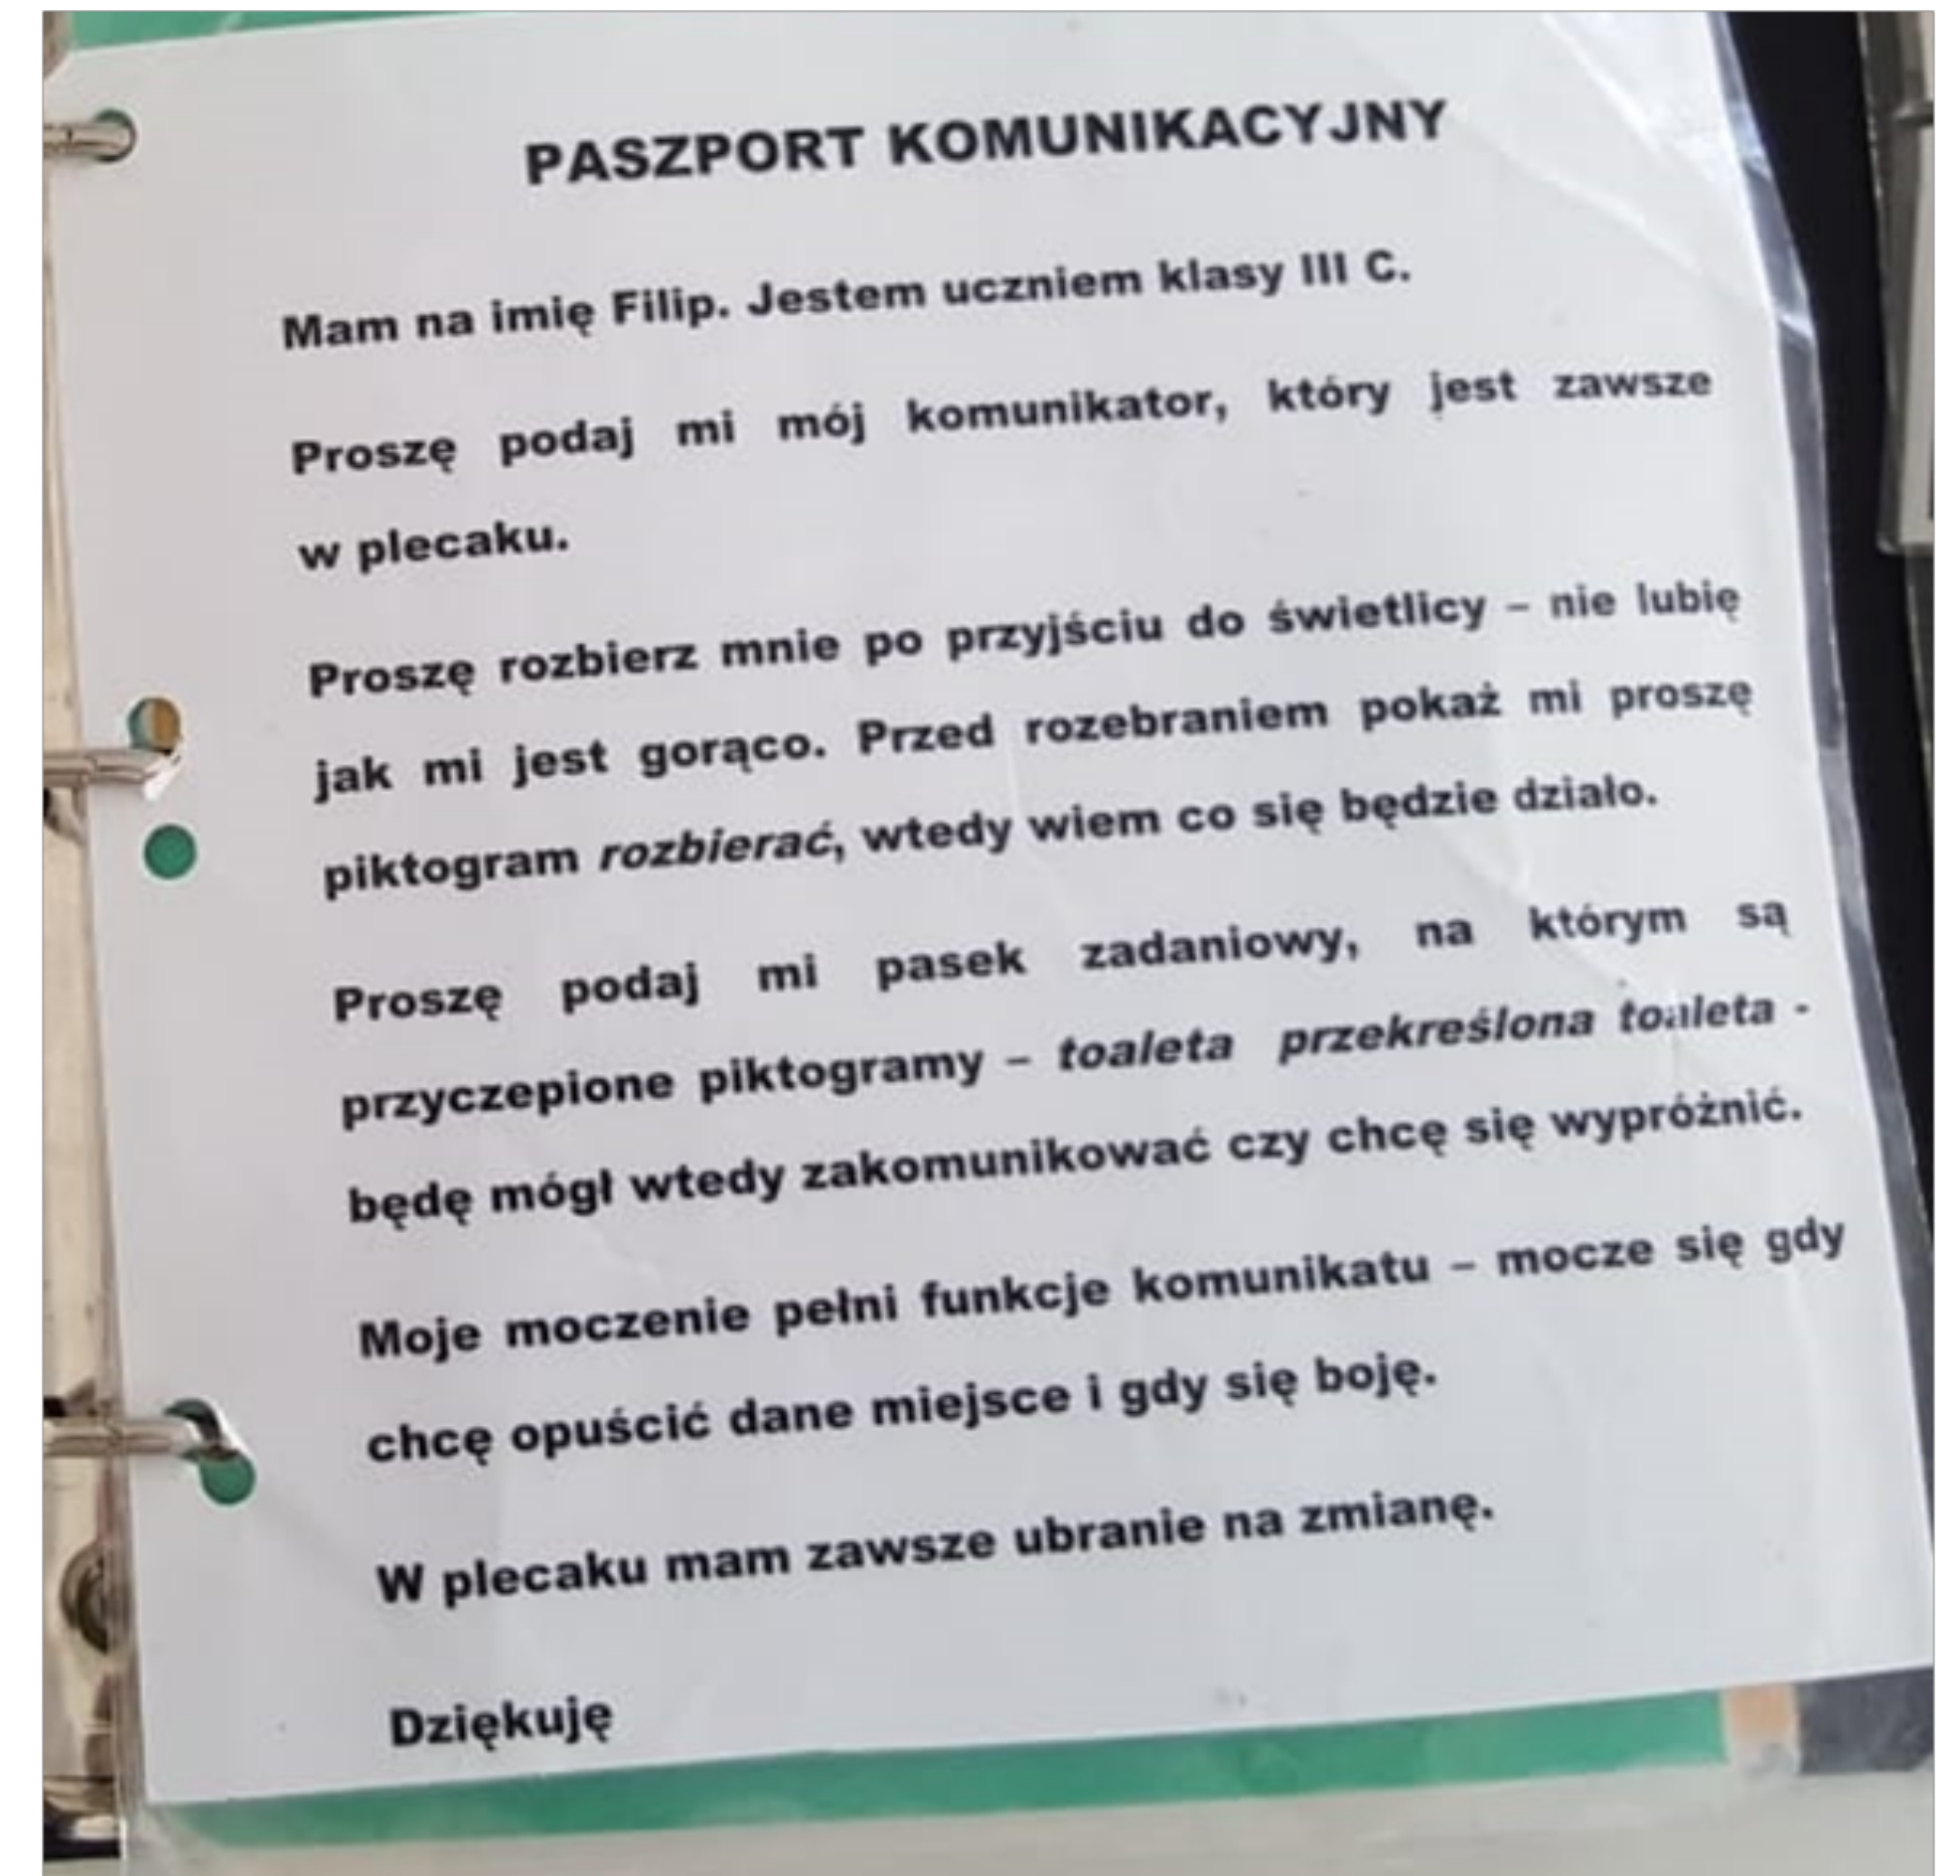 PASZPORT KOMUNIKACYJNY
Mam na imię Filip. Jestem uczniem klasy III C.
Proszę podaj mi mój komunikator, który jest zawsze
w plecaku.
Proszę rozbierz mnie po przyjściu do świetlicy – nie lubię
jak mi jest gorąco. Przed rozebraniem pokaż mi proszę
piktogram rozbierać, wtedy wiem co się będzie działo.
Proszę podaj mi pasek zadaniowy, na którym są
przyczepione piktogramy – toaleta przekreślona toaleta -
będę mógł wtedy zakomunikować czy chcę się wypróżnić.
Moje moczenie pełni funkcje komunikatu – mocze się gdy
chcę opuścić dane miejsce i gdy się boję.
W plecaku mam zawsze ubranie na zmianę.
Dziękuję